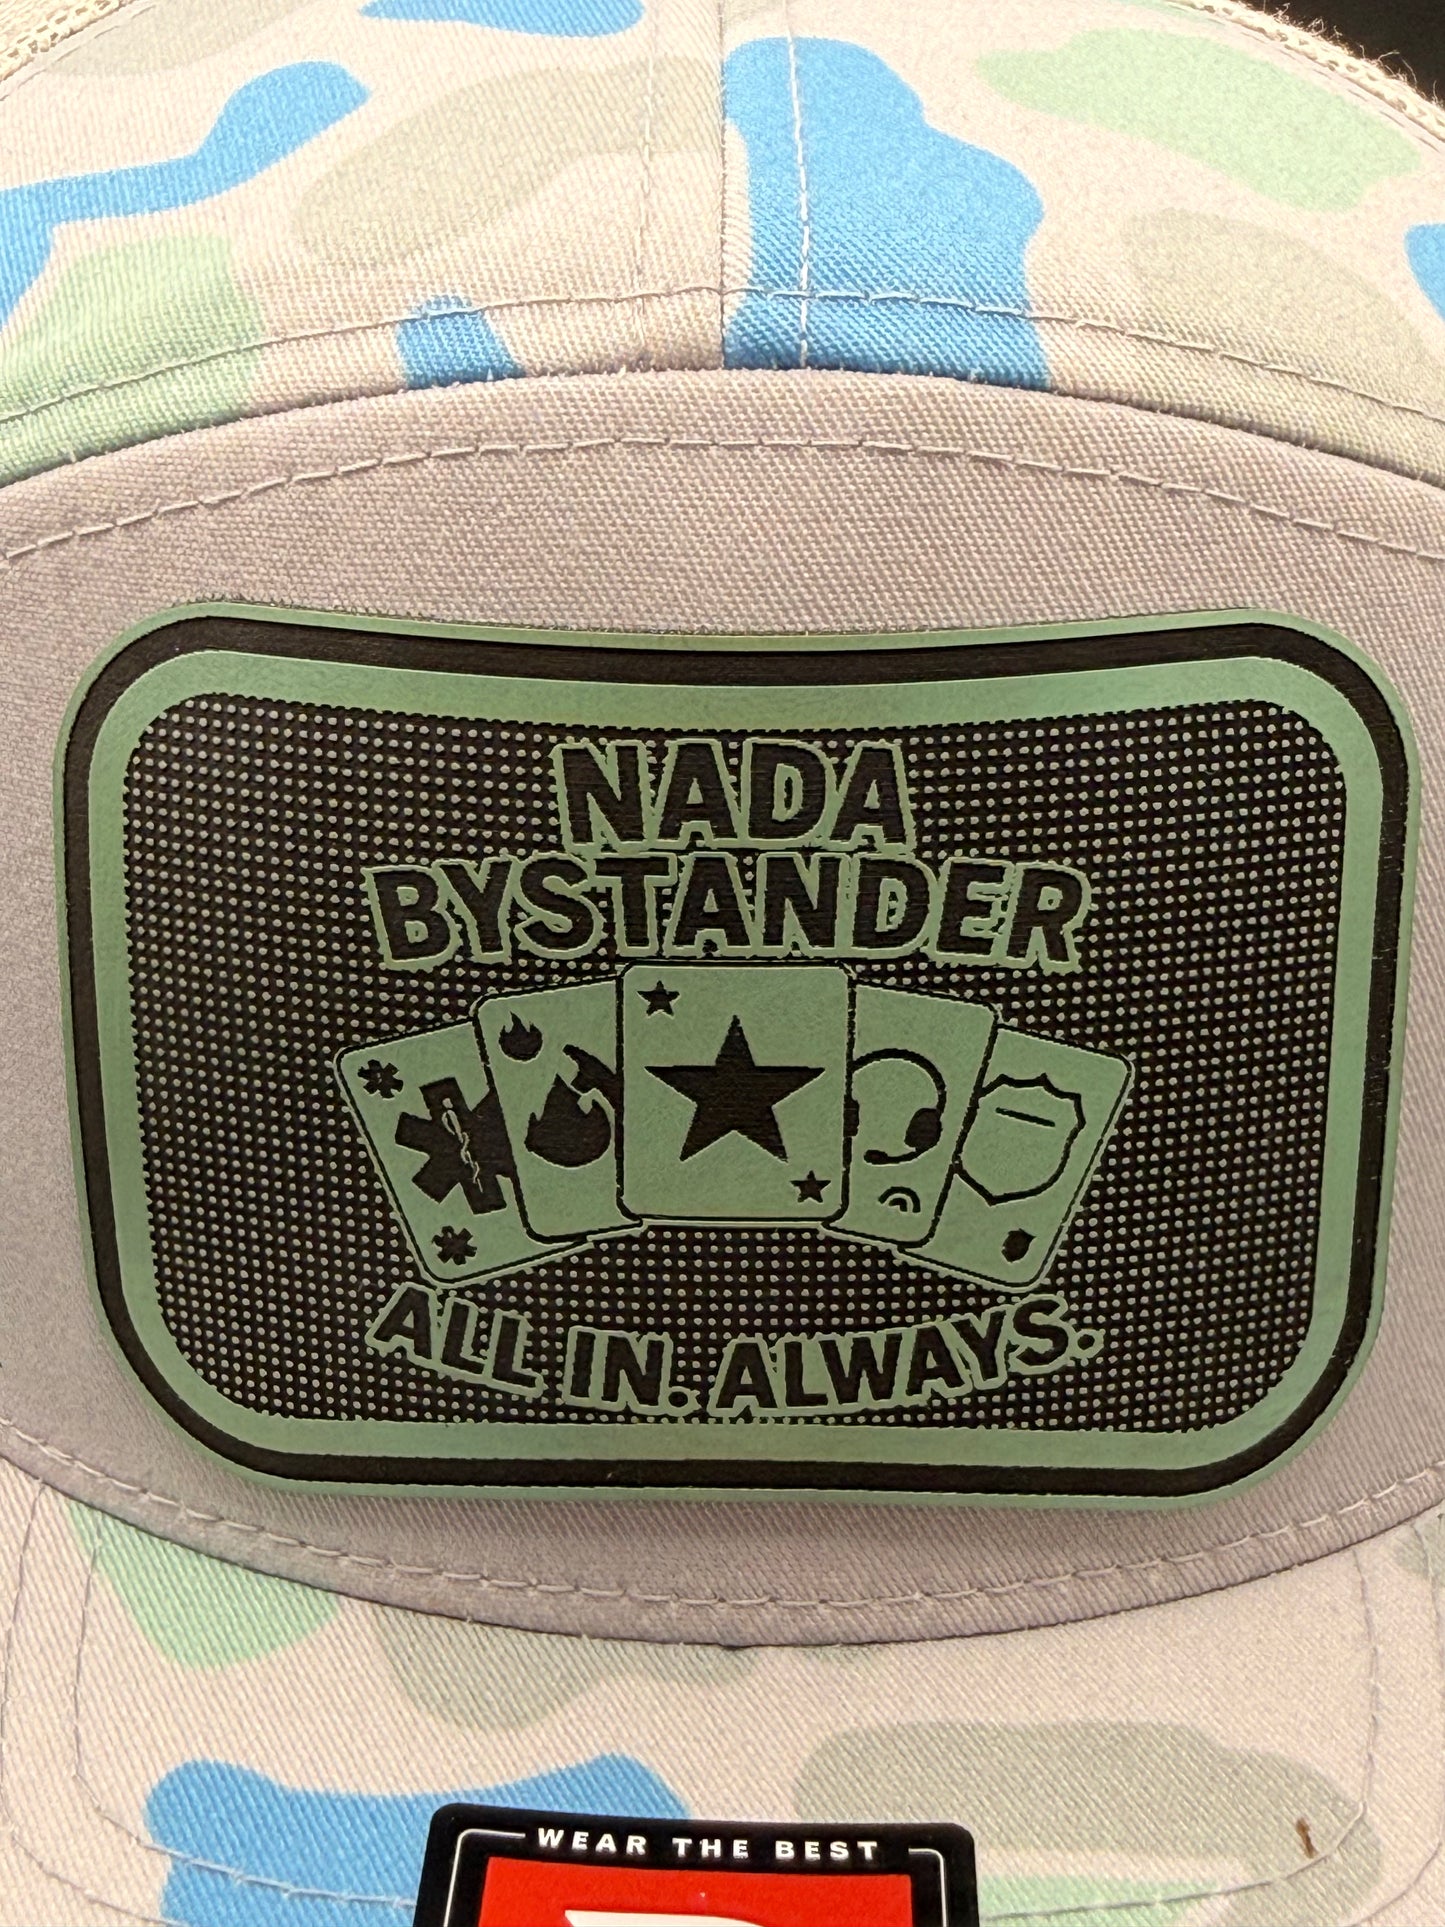 NADA
BYSTANDER
ALL IN. ALWAYS.
WEAR THE BEST